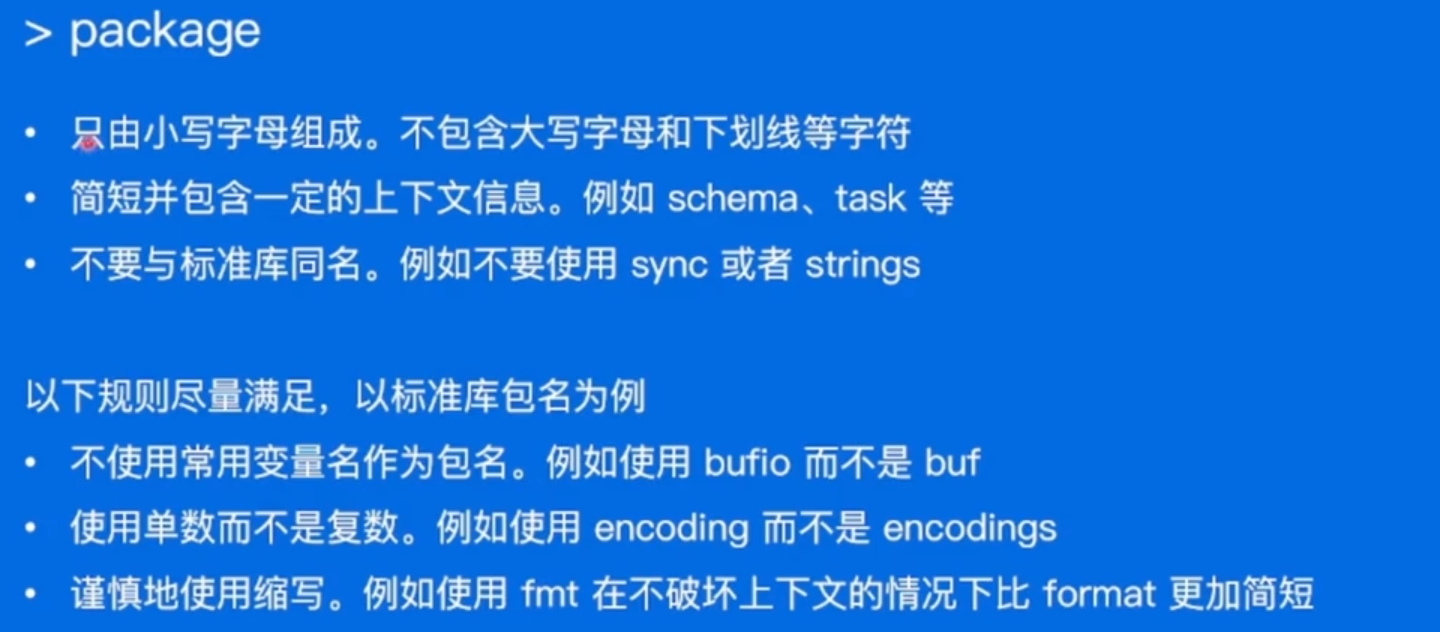 > package
• 只由小写字母组成。不包含大写字母和下划线等字符
• 简短并包含一定的上下文信息。例如 schema、task 等
• 不要与标准库同名。例如不要使用 sync 或者 strings
以下规则尽量满足，以标准库包名为例
• 不使用常用变量名作为包名。例如使用 bufio 而不是 buf
• 使用单数而不是复数。例如使用 encoding 而不是 encodings
• 谨慎地使用缩写。例如使用 fmt 在不破坏上下文的情况下比 format 更加简短